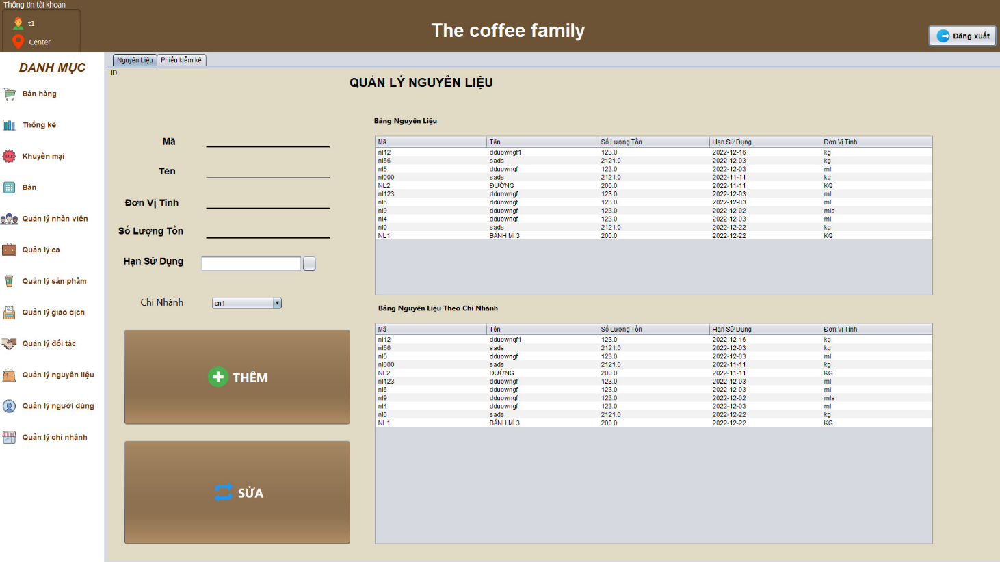 Thông tin tài khoản
t1
Center
The coffee family
Đăng xuất
DANH MỤC
Bán hàng
Thống kê
Khuyến mại
Bàn
Quản lý nhân viên
Quản lý ca
Quản lý sản phẩm
Quản lý giao dịch
Quản lý đối tác
Quản lý nguyên liệu
Quản lý người dùng
Quản lý chi nhánh
Nguyên Liệu Phiếu kiểm kê
ID
QUẢN LÝ NGUYÊN LIỆU
Mã
Tên
Đơn Vị Tính
Số Lượng Tồn
Hạn Sử Dụng
Chi Nhánh cn1
THÊM
SỬA
Bảng Nguyên Liệu
Mã Tên Số Lượng Tồn Hạn Sử Dụng Đơn Vị Tính
nl12 dduowngf1 123.0 2022-12-16 kg
nl56 sads 2121.0 2022-12-03 kg
nl5 dduowngf 123.0 2022-12-03 ml
nl000 sads 2121.0 2022-11-11 kg
NL2 ĐƯỜNG 200.0 2022-11-11 KG
nl123 dduowngf 123.0 2022-12-03 ml
nl6 dduowngf 123.0 2022-12-03 ml
nl9 dduowngf 123.0 2022-12-02 mls
nl4 dduowngf 123.0 2022-12-03 ml
nl0 sads 2121.0 2022-12-22 kg
NL1 BÁNH MÌ 3 200.0 2022-12-22 KG
Bảng Nguyên Liệu Theo Chi Nhánh
Mã Tên Số Lượng Tồn Hạn Sử Dụng Đơn Vị Tính
nl12 dduowngf1 123.0 2022-12-16 kg
nl56 sads 2121.0 2022-12-03 kg
nl5 dduowngf 123.0 2022-12-03 ml
nl000 sads 2121.0 2022-11-11 kg
NL2 ĐƯỜNG 200.0 2022-11-11 KG
nl123 dduowngf 123.0 2022-12-03 ml
nl6 dduowngf 123.0 2022-12-03 ml
nl9 dduowngf 123.0 2022-12-02 mls
nl4 dduowngf 123.0 2022-12-03 ml
nl0 sads 2121.0 2022-12-22 kg
NL1 BÁNH MÌ 3 200.0 2022-12-22 KG